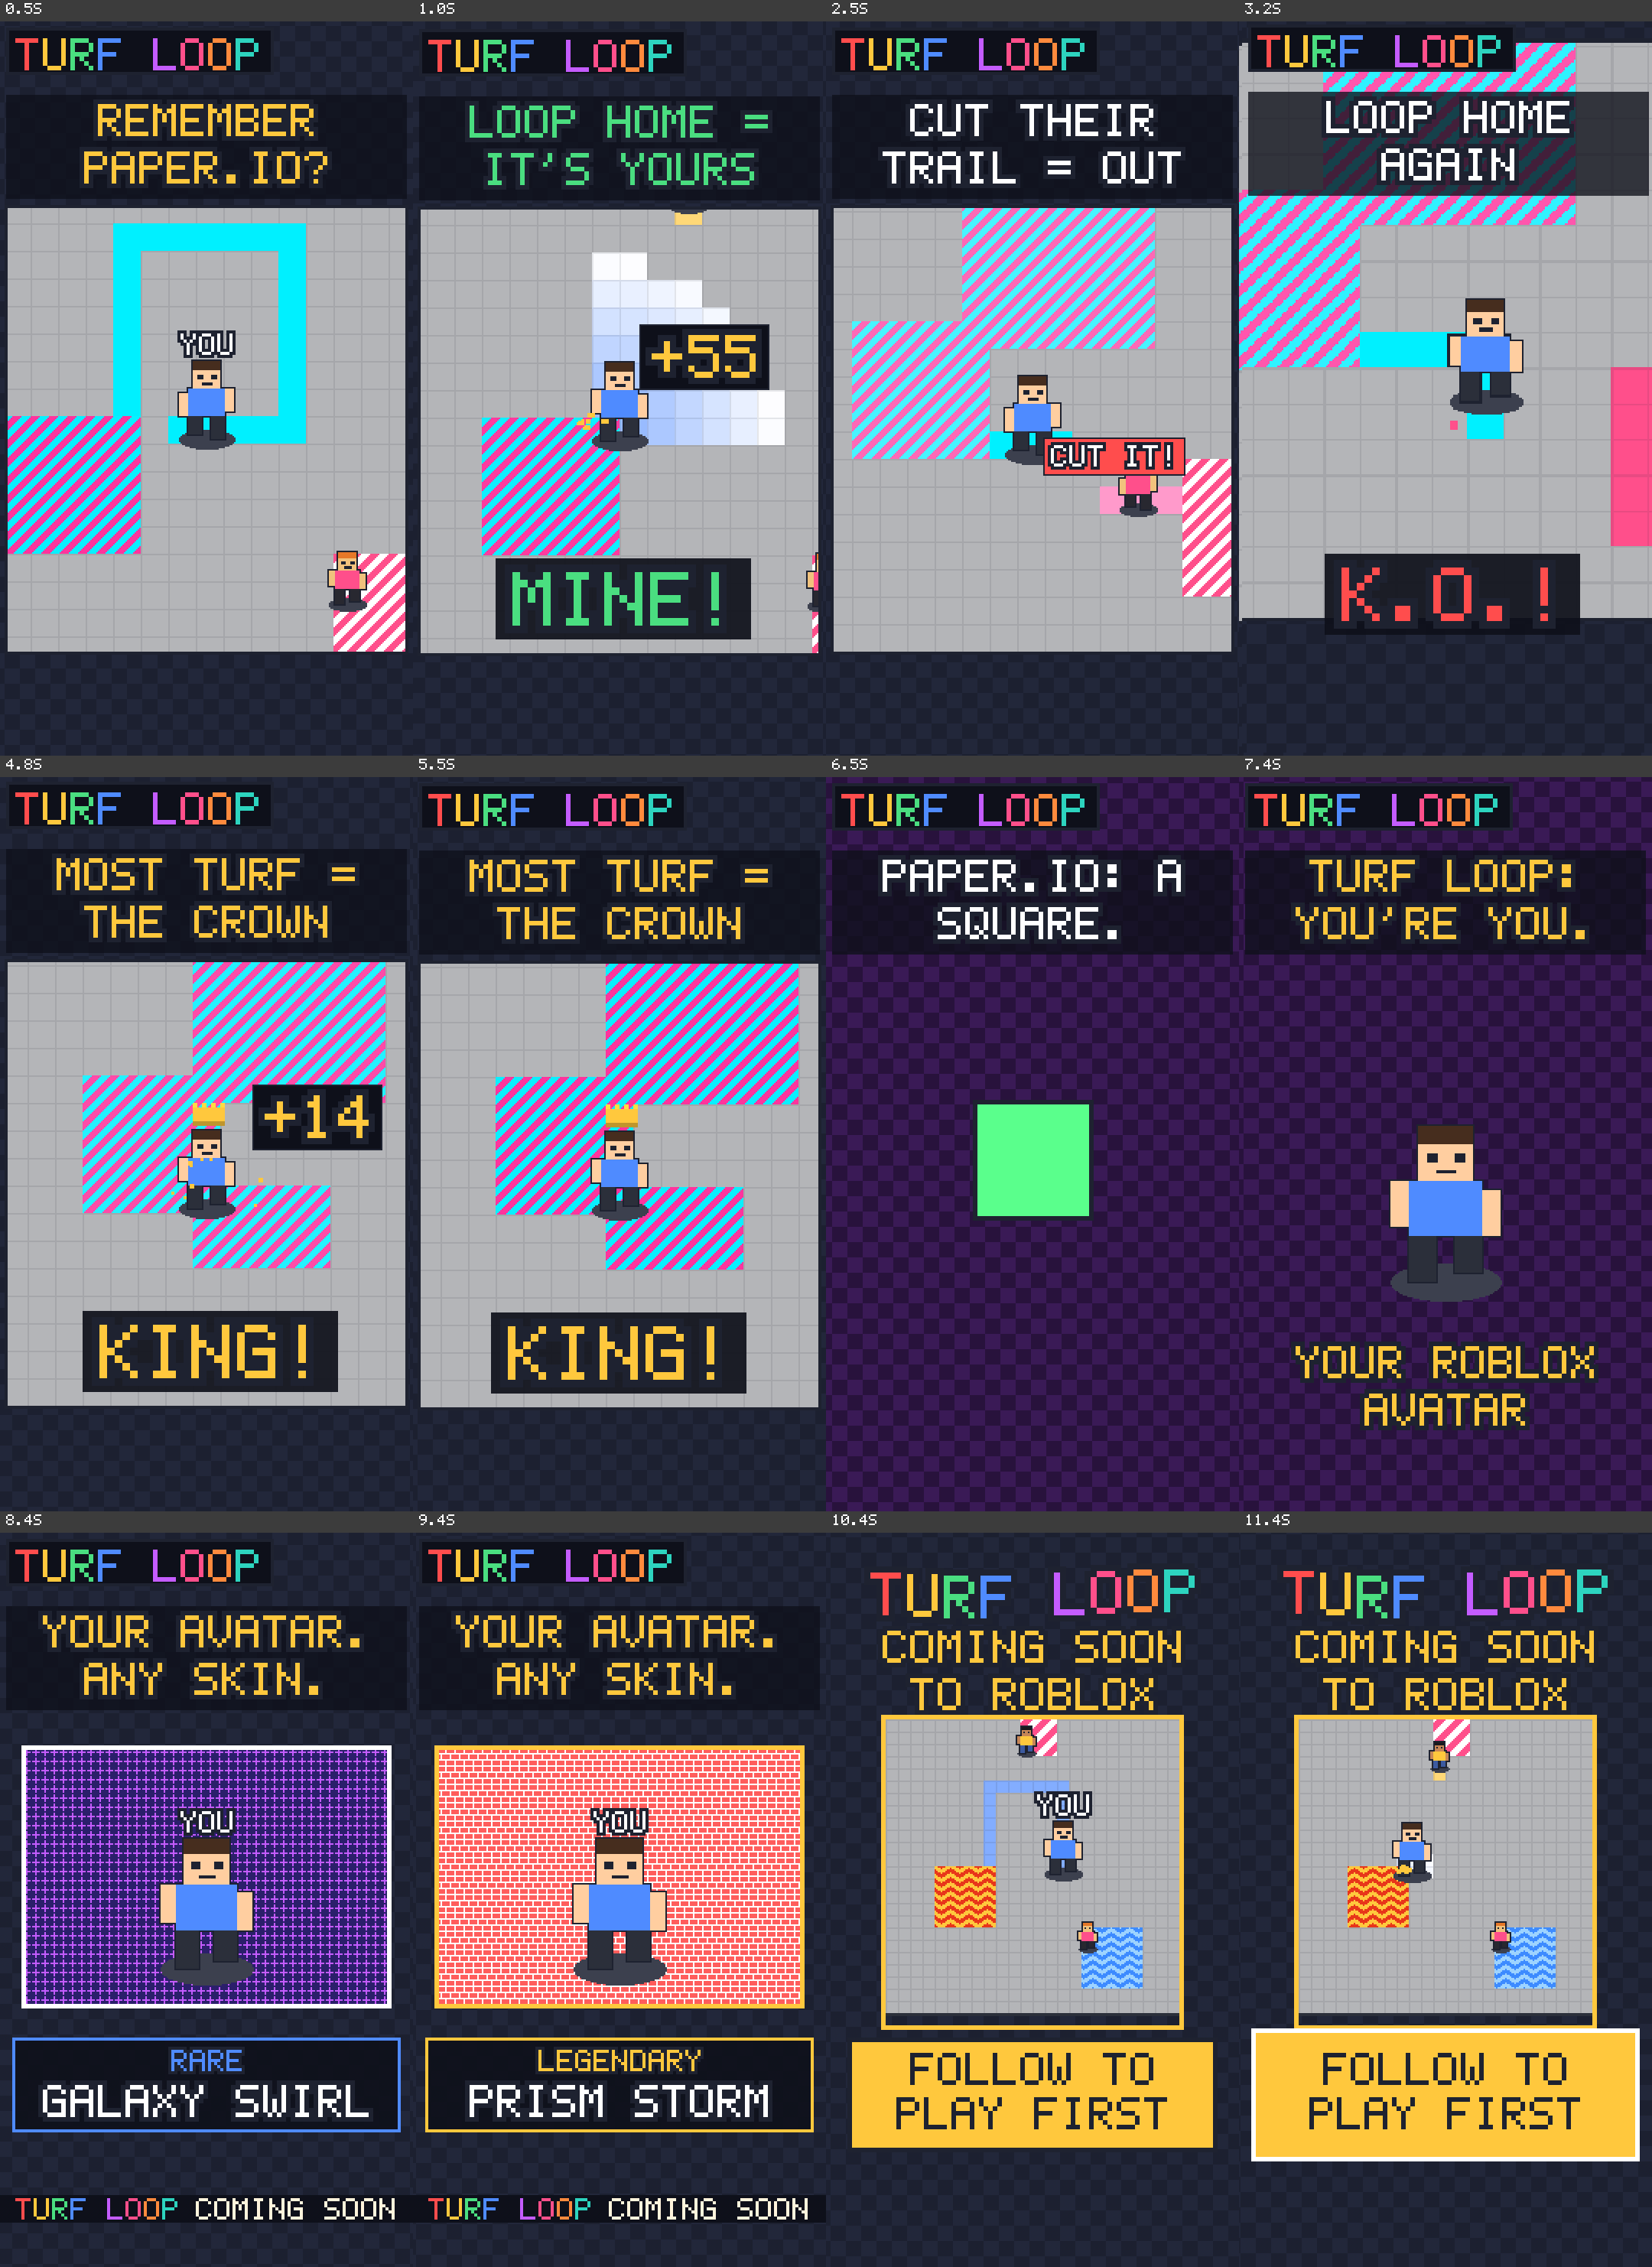 0.5S
TURF LOOP
REMEMBER
PAPER.IO?
YOU
1.0S
TURF LOOP
LOOP HOME =
IT'S YOURS
+55
MINE!
2.5S
TURF LOOP
CUT THEIR
TRAIL = OUT
CUT IT!
3.2S
TURF LOOP
LOOP HOME
AGAIN
K.O.!
4.8S
TURF LOOP
MOST TURF =
THE CROWN
+14
KING!
5.5S
TURF LOOP
MOST TURF =
THE CROWN
KING!
6.5S
TURF LOOP
PAPER.IO: A
SQUARE.
7.4S
TURF LOOP
TURF LOOP:
YOU'RE YOU.
YOUR ROBLOX
AVATAR
8.4S
TURF LOOP
YOUR AVATAR.
ANY SKIN.
YOU
RARE
GALAXY SWIRL
TURF LOOP COMING SOON
9.4S
TURF LOOP
YOUR AVATAR.
ANY SKIN.
YOU
LEGENDARY
PRISM STORM
TURF LOOP COMING SOON
10.4S
TURF LOOP
COMING SOON
TO ROBLOX
YOU
FOLLOW TO
PLAY FIRST
11.4S
TURF LOOP
COMING SOON
TO ROBLOX
FOLLOW TO
PLAY FIRST